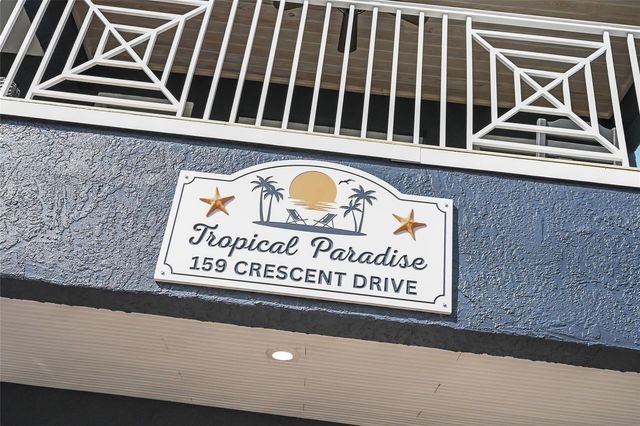 Tropical Paradise
159 CRESCENT DRIVE